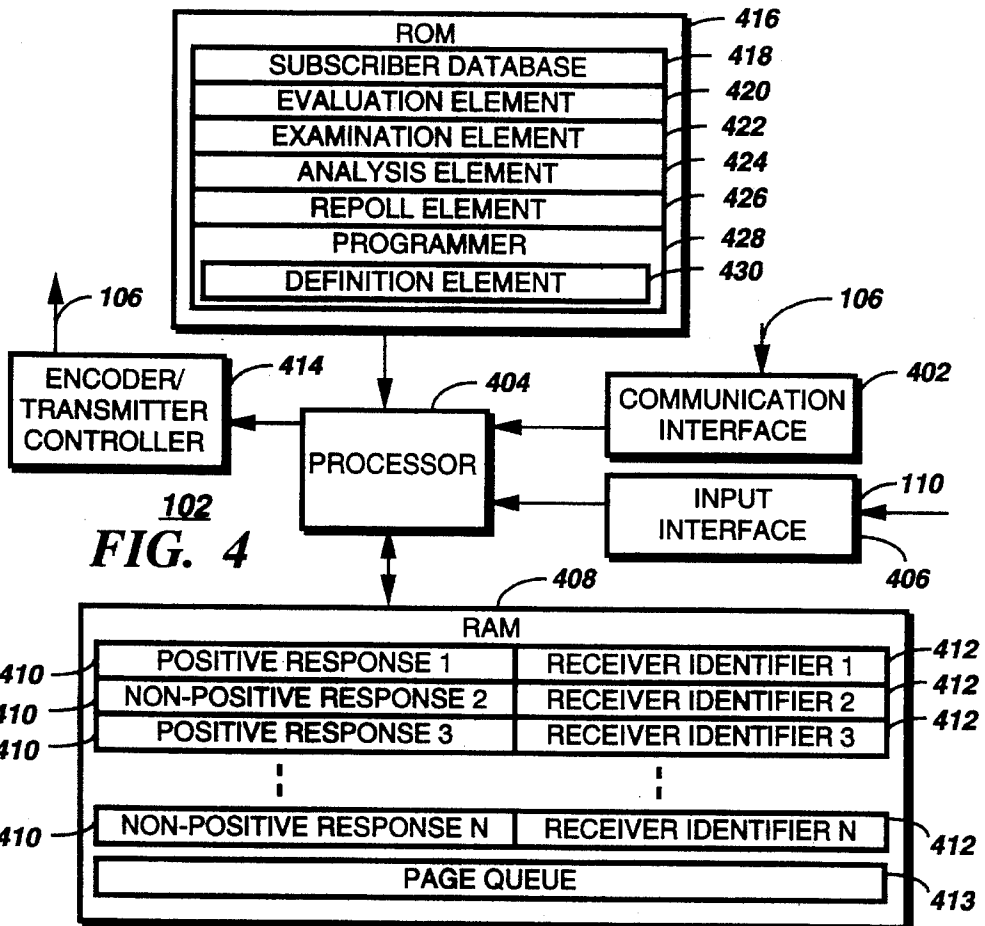 ROM 416
SUBSCRIBER DATABASE 418
EVALUATION ELEMENT 420
EXAMINATION ELEMENT 422
ANALYSIS ELEMENT 424
REPOLL ELEMENT 426
PROGRAMMER 428
DEFINITION ELEMENT 430
106
106
ENCODER/
TRANSMITTER
CONTROLLER
414
404
PROCESSOR
COMMUNICATION
INTERFACE
402
INPUT
INTERFACE
110
406
102
FIG. 4
408
RAM
410 POSITIVE RESPONSE 1 RECEIVER IDENTIFIER 1 412
410 NON-POSITIVE RESPONSE 2 RECEIVER IDENTIFIER 2 412
410 POSITIVE RESPONSE 3 RECEIVER IDENTIFIER 3 412
410 NON-POSITIVE RESPONSE N RECEIVER IDENTIFIER N 412
PAGE QUEUE 413